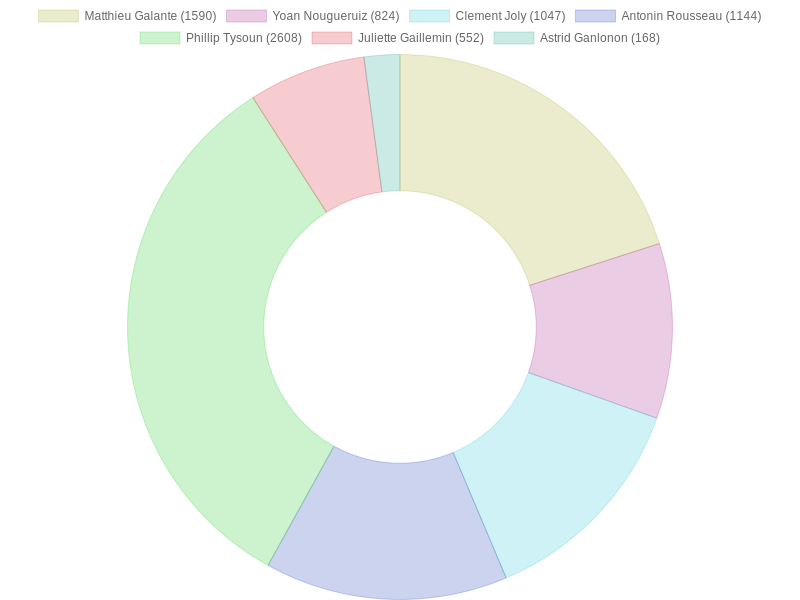 Matthieu Galante (1590) Yoan Nougueruiz (824) Clement Joly (1047) Antonin Rousseau (1144)
Phillip Tysoun (2608) Juliette Gaillemin (552) Astrid Ganlonon (168)